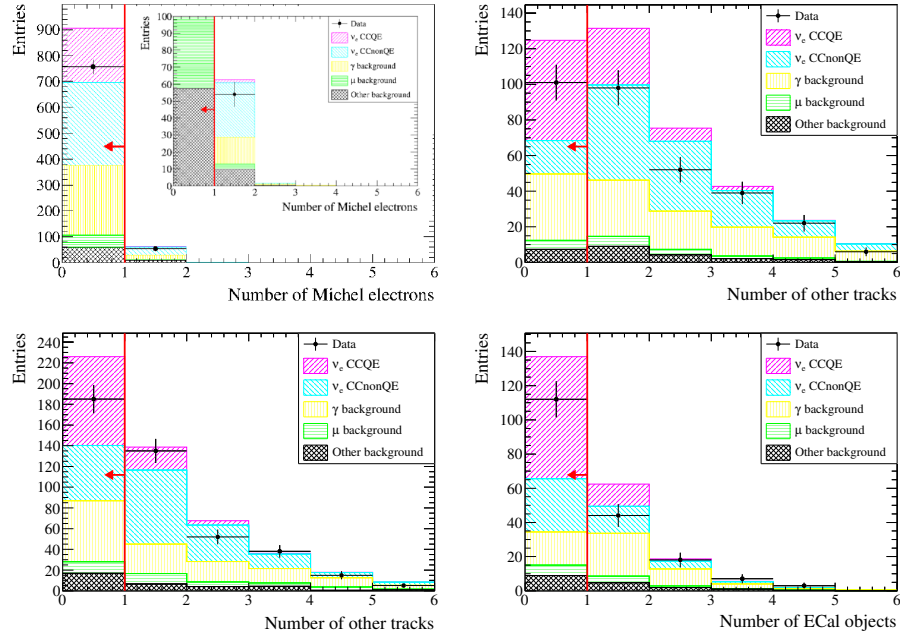 Entries
900
800
700
600
500
400
300
200
100
0
0 1 2 3 4 5 6
Number of Michel electrons
Entries
100
90
80
70
60
50
40
30
20
10
0
0 1 2 3 4 5 6
Number of Michel electrons
Data
νe CCQE
νe CCnonQE
γ background
μ background
Other background
Entries
140
120
100
80
60
40
20
0
0 1 2 3 4 5 6
Number of other tracks
Data
νe CCQE
νe CCnonQE
γ background
μ background
Other background
Entries
240
220
200
180
160
140
120
100
80
60
40
20
0
0 1 2 3 4 5 6
Number of other tracks
Data
νe CCQE
νe CCnonQE
γ background
μ background
Other background
Entries
140
120
100
80
60
40
20
0
0 1 2 3 4 5 6
Number of ECal objects
Data
νe CCQE
νe CCnonQE
γ background
μ background
Other background